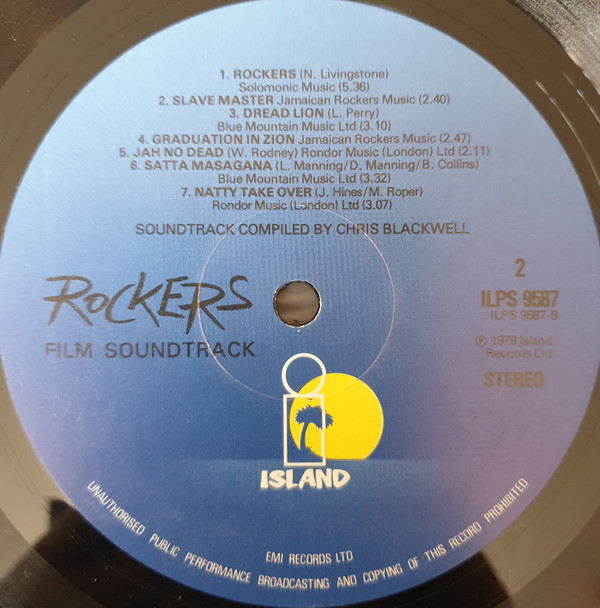 1. ROCKERS (N. Livingstone)
Solomonic Music (5.36)
2. SLAVE MASTER Jamaican Rockers Music (2.40)
3. DREAD LION (L. Perry)
Blue Mountain Music Ltd (3.10)
4. GRADUATION IN ZION Jamaican Rockers Music (2.47)
5. JAH NO DEAD (W. Rodney) Rondor Music (London) Ltd (2.11)
6. SATTA MASAGANA (L. Manning/D. Manning/B. Collins)
Blue Mountain Music Ltd (3.32)
7. NATTY TAKE OVER (J. Hines/M. Roper)
Rondor Music (London) Ltd (3.07)
SOUNDTRACK COMPILED BY CHRIS BLACKWELL
ROCKERS
FILM SOUNDTRACK
2
ILPS 9587
ILPS 9587-B
℗ 1979 Island
Records Ltd
STEREO
ISLAND
EMI RECORDS LTD
UNAUTHORISED PUBLIC PERFORMANCE BROADCASTING AND COPYING OF THIS RECORD PROHIBITED